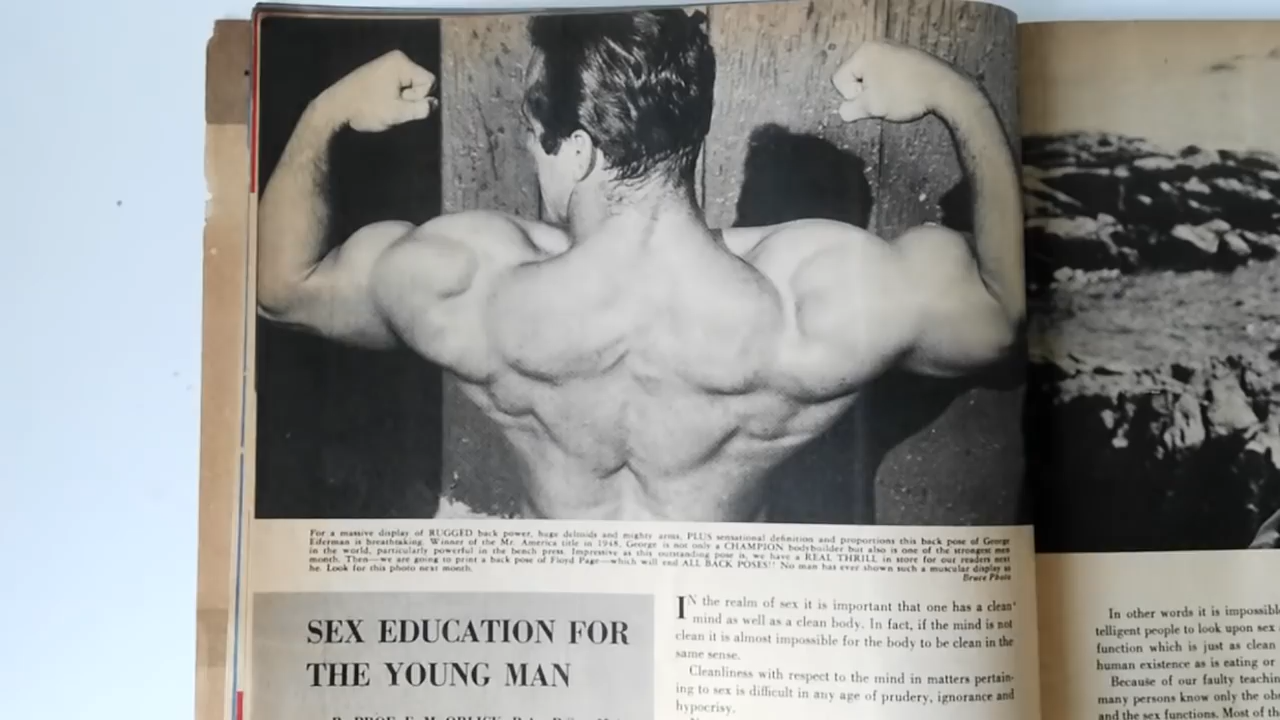 For a massive display of RUGGED back power, huge deltoids and mighty arms, PLUS sensational definition and proportions this back pose of George
Eiderman is breathtaking. Winner of the Mr. America title in 1948, George is not only a CHAMPION bodybuilder but also is one of the strongest men
in the world, particularly powerful in the bench press. Impressive as this outstanding pose is, we have a REAL THRILL in store for our readers next
month. Then—we are going to print a back pose of Floyd Page—which will end ALL BACK POSES!! No man has ever shown such a muscular display as
he. Look for this photo next month.
Bruce Photo
SEX EDUCATION FOR
THE YOUNG MAN
IN the realm of sex it is important that one has a clean
mind as well as a clean body. In fact, if the mind is not
clean it is almost impossible for the body to be clean in the
same sense.
Cleanliness with respect to the mind in matters pertain-
ing to sex is difficult in any age of prudery, ignorance and
hypocrisy.
In other words it is impossible
telligent people to look upon sex
function which is just as clean
human existence as is eating or
Because of our faulty teachin
many persons know only the ob
and the sex functions. Most of th